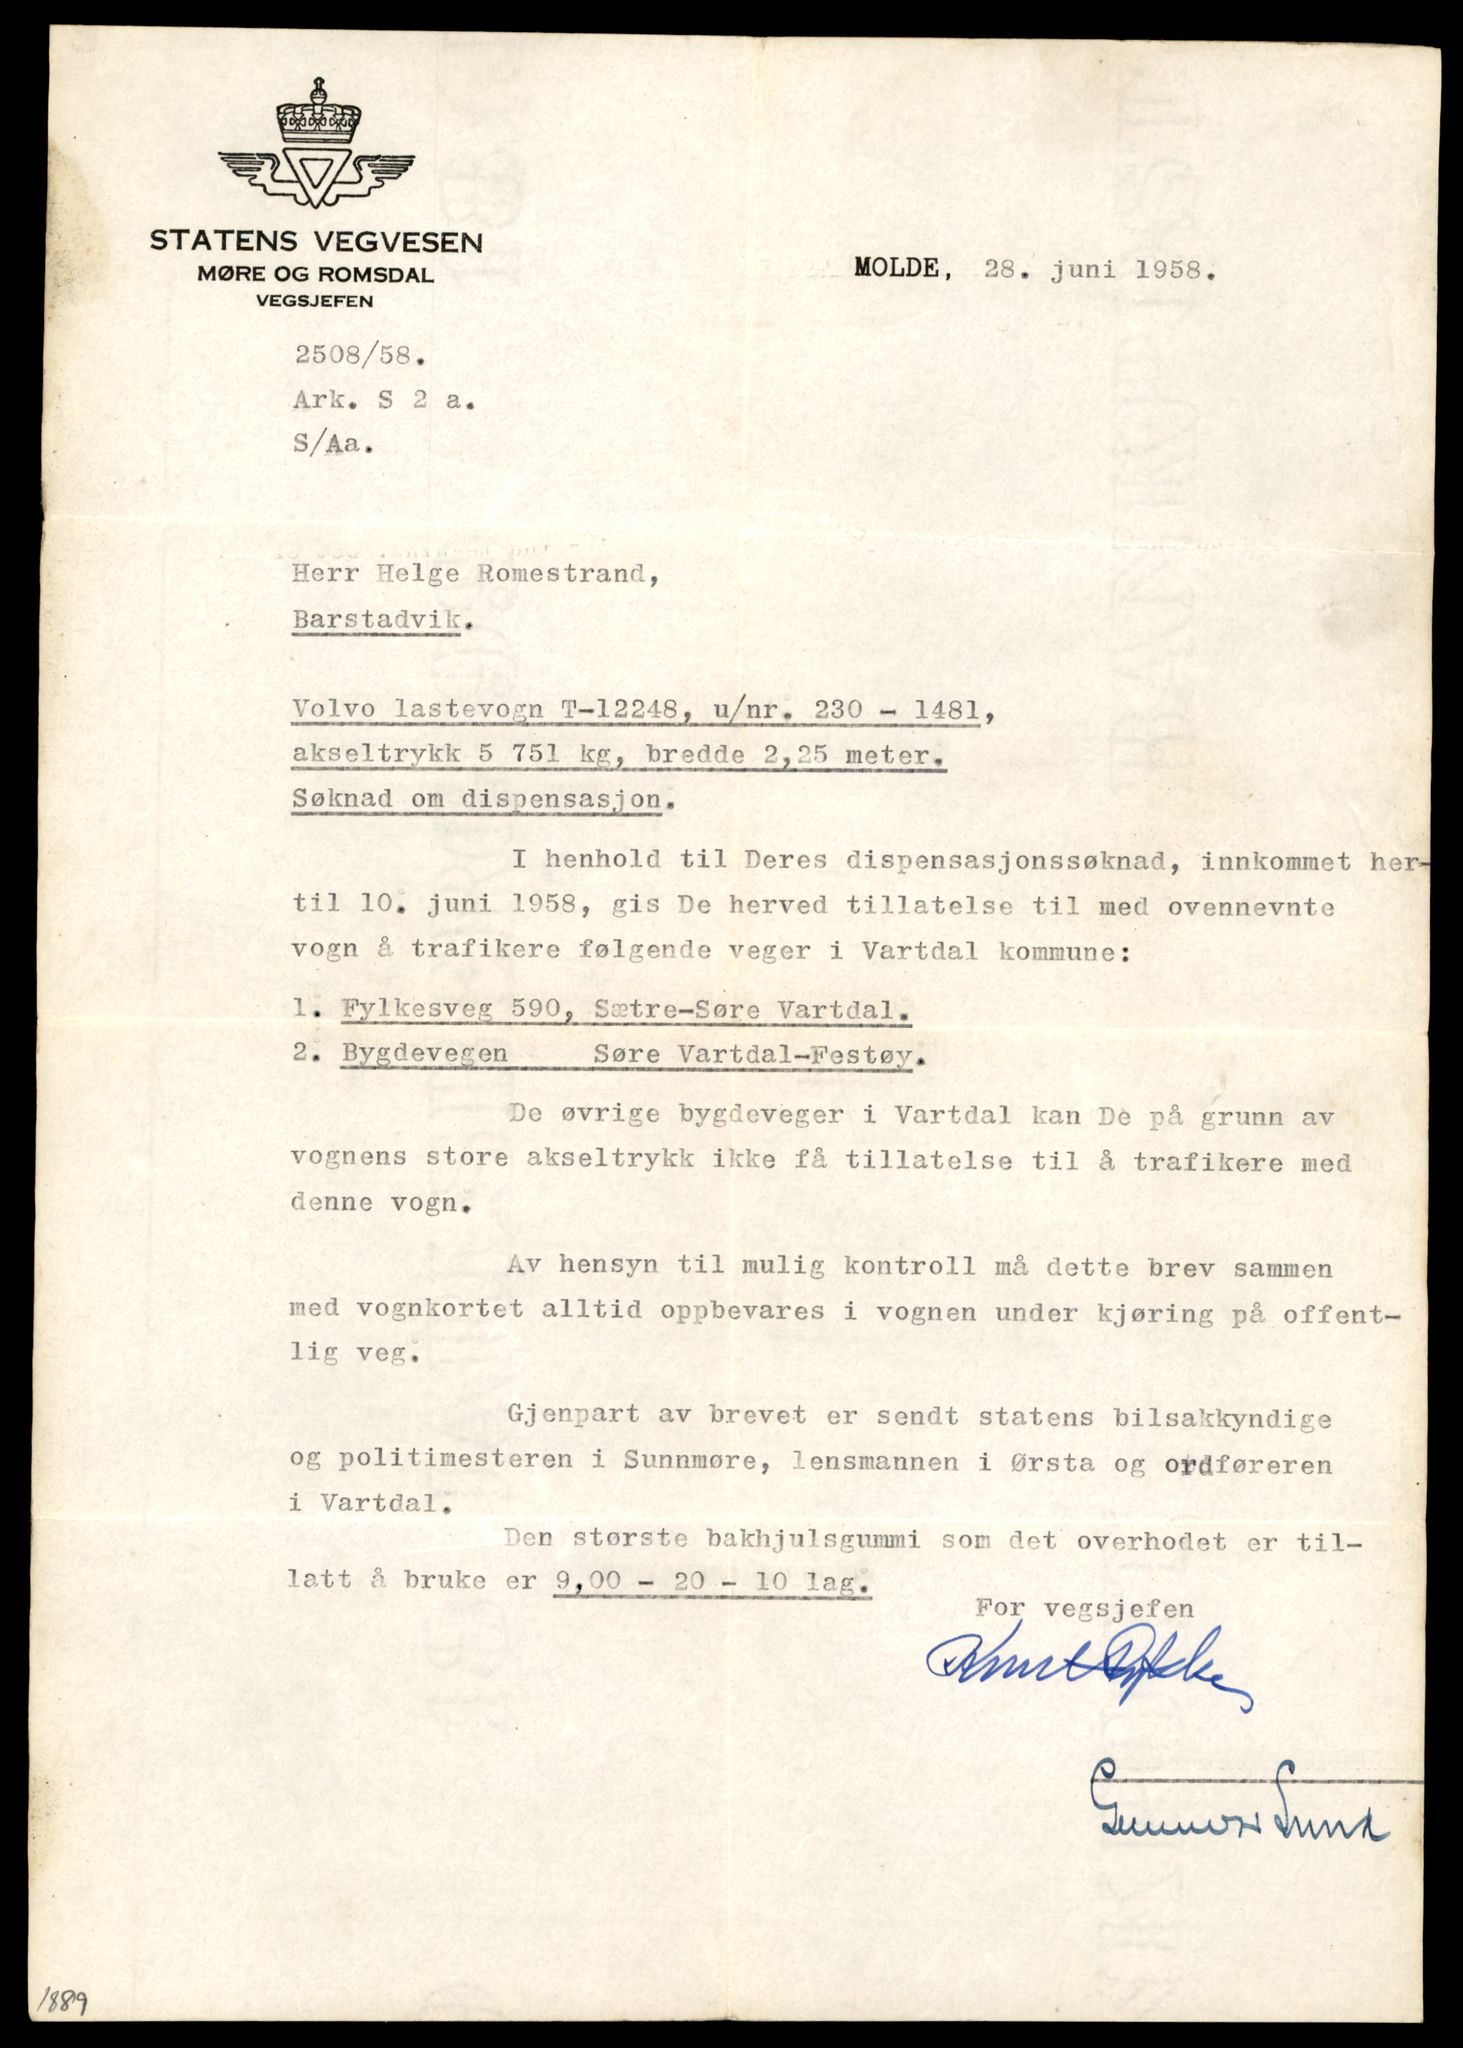 STATENS VEGVESEN
MØRE OG ROMSDAL
VEGSJEFEN
MOLDE, 28. juni 1958.
2508/58.
Ark. S 2 a.
S/Aa.
Herr Helge Romestrand,
Barstadvik.
Volvo lastevogn T-12248, u/nr. 230 - 1481,
akseltrykk 5 751 kg, bredde 2,25 meter.
Søknad om dispensasjon.
I henhold til Deres dispensasjonssøknad, innkommet her-
til 10. juni 1958, gis De herved tillatelse til med ovennevnte
vogn å trafikere følgende veger i Vartdal kommune:
1. Fylkesveg 590, Sætre-Søre Vartdal.
2. Bygdevegen Søre Vartdal-Festøy.
De øvrige bygdeveger i Vartdal kan De på grunn av
vognens store akseltrykk ikke få tillatelse til å trafikere med
denne vogn.
Av hensyn til mulig kontroll må dette brev sammen
med vognkortet alltid oppbevares i vognen under kjøring på offent-
lig veg.
Gjenpart av brevet er sendt statens bilsakkyndige
og politimesteren i Sunnmøre, lensmannen i Ørsta og ordføreren
i Vartdal.
Den største bakhjulsgummi som det overhodet er til-
latt å bruke er 9,00 - 20 - 10 lag.
For vegsjefen
Knut
Gunnar Lund
1889